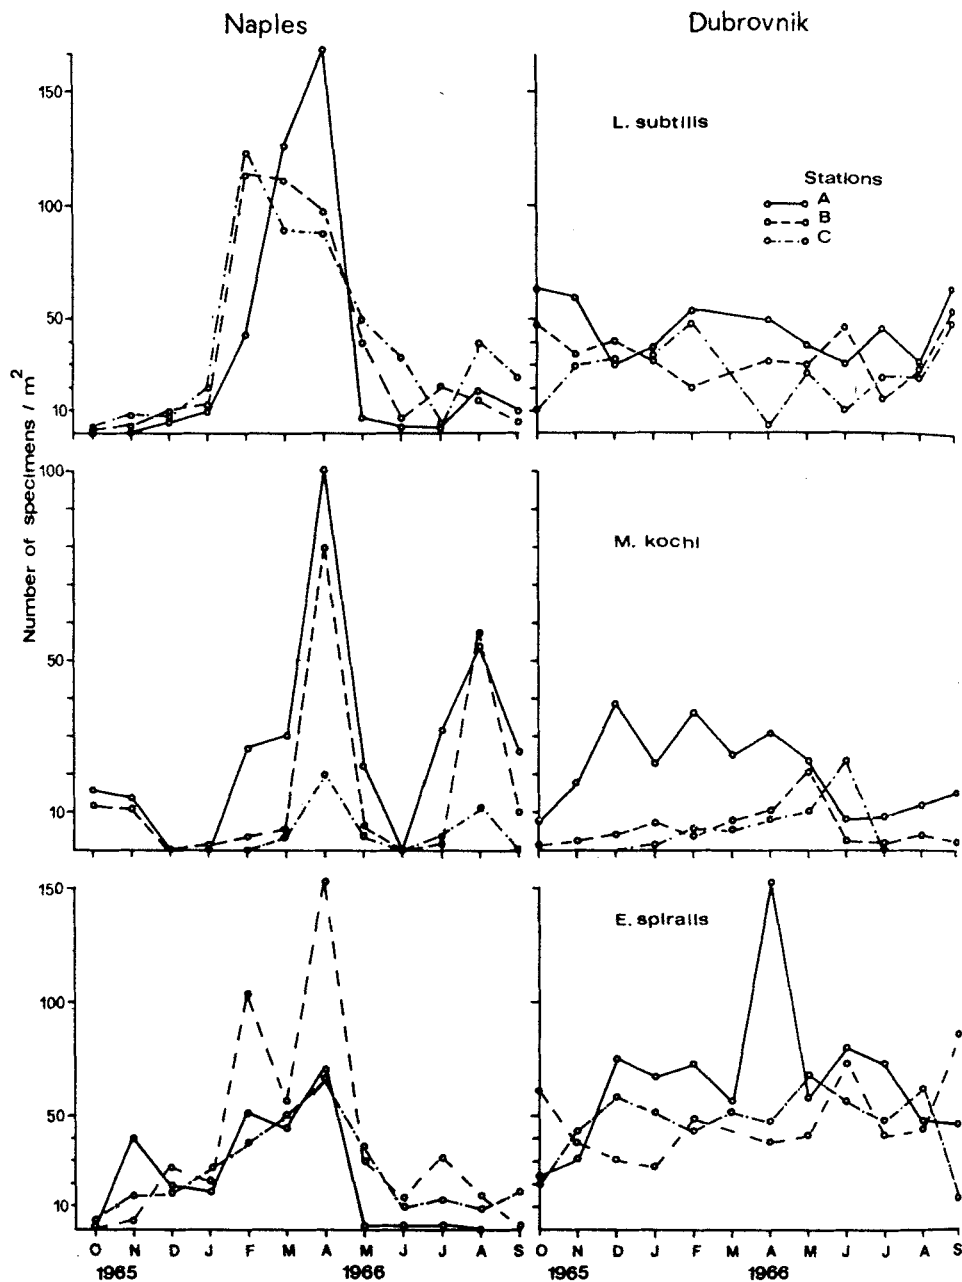 Naples
Dubrovnik
150
100
50
10
L. subtilis
Stations
A
B
C
Number of specimens / m2
100
50
10
M. kochi
150
100
50
10
E. spiralis
O N D J F M A M J J A S
O N D J F M A M J J A S
1965 1966
1965 1966